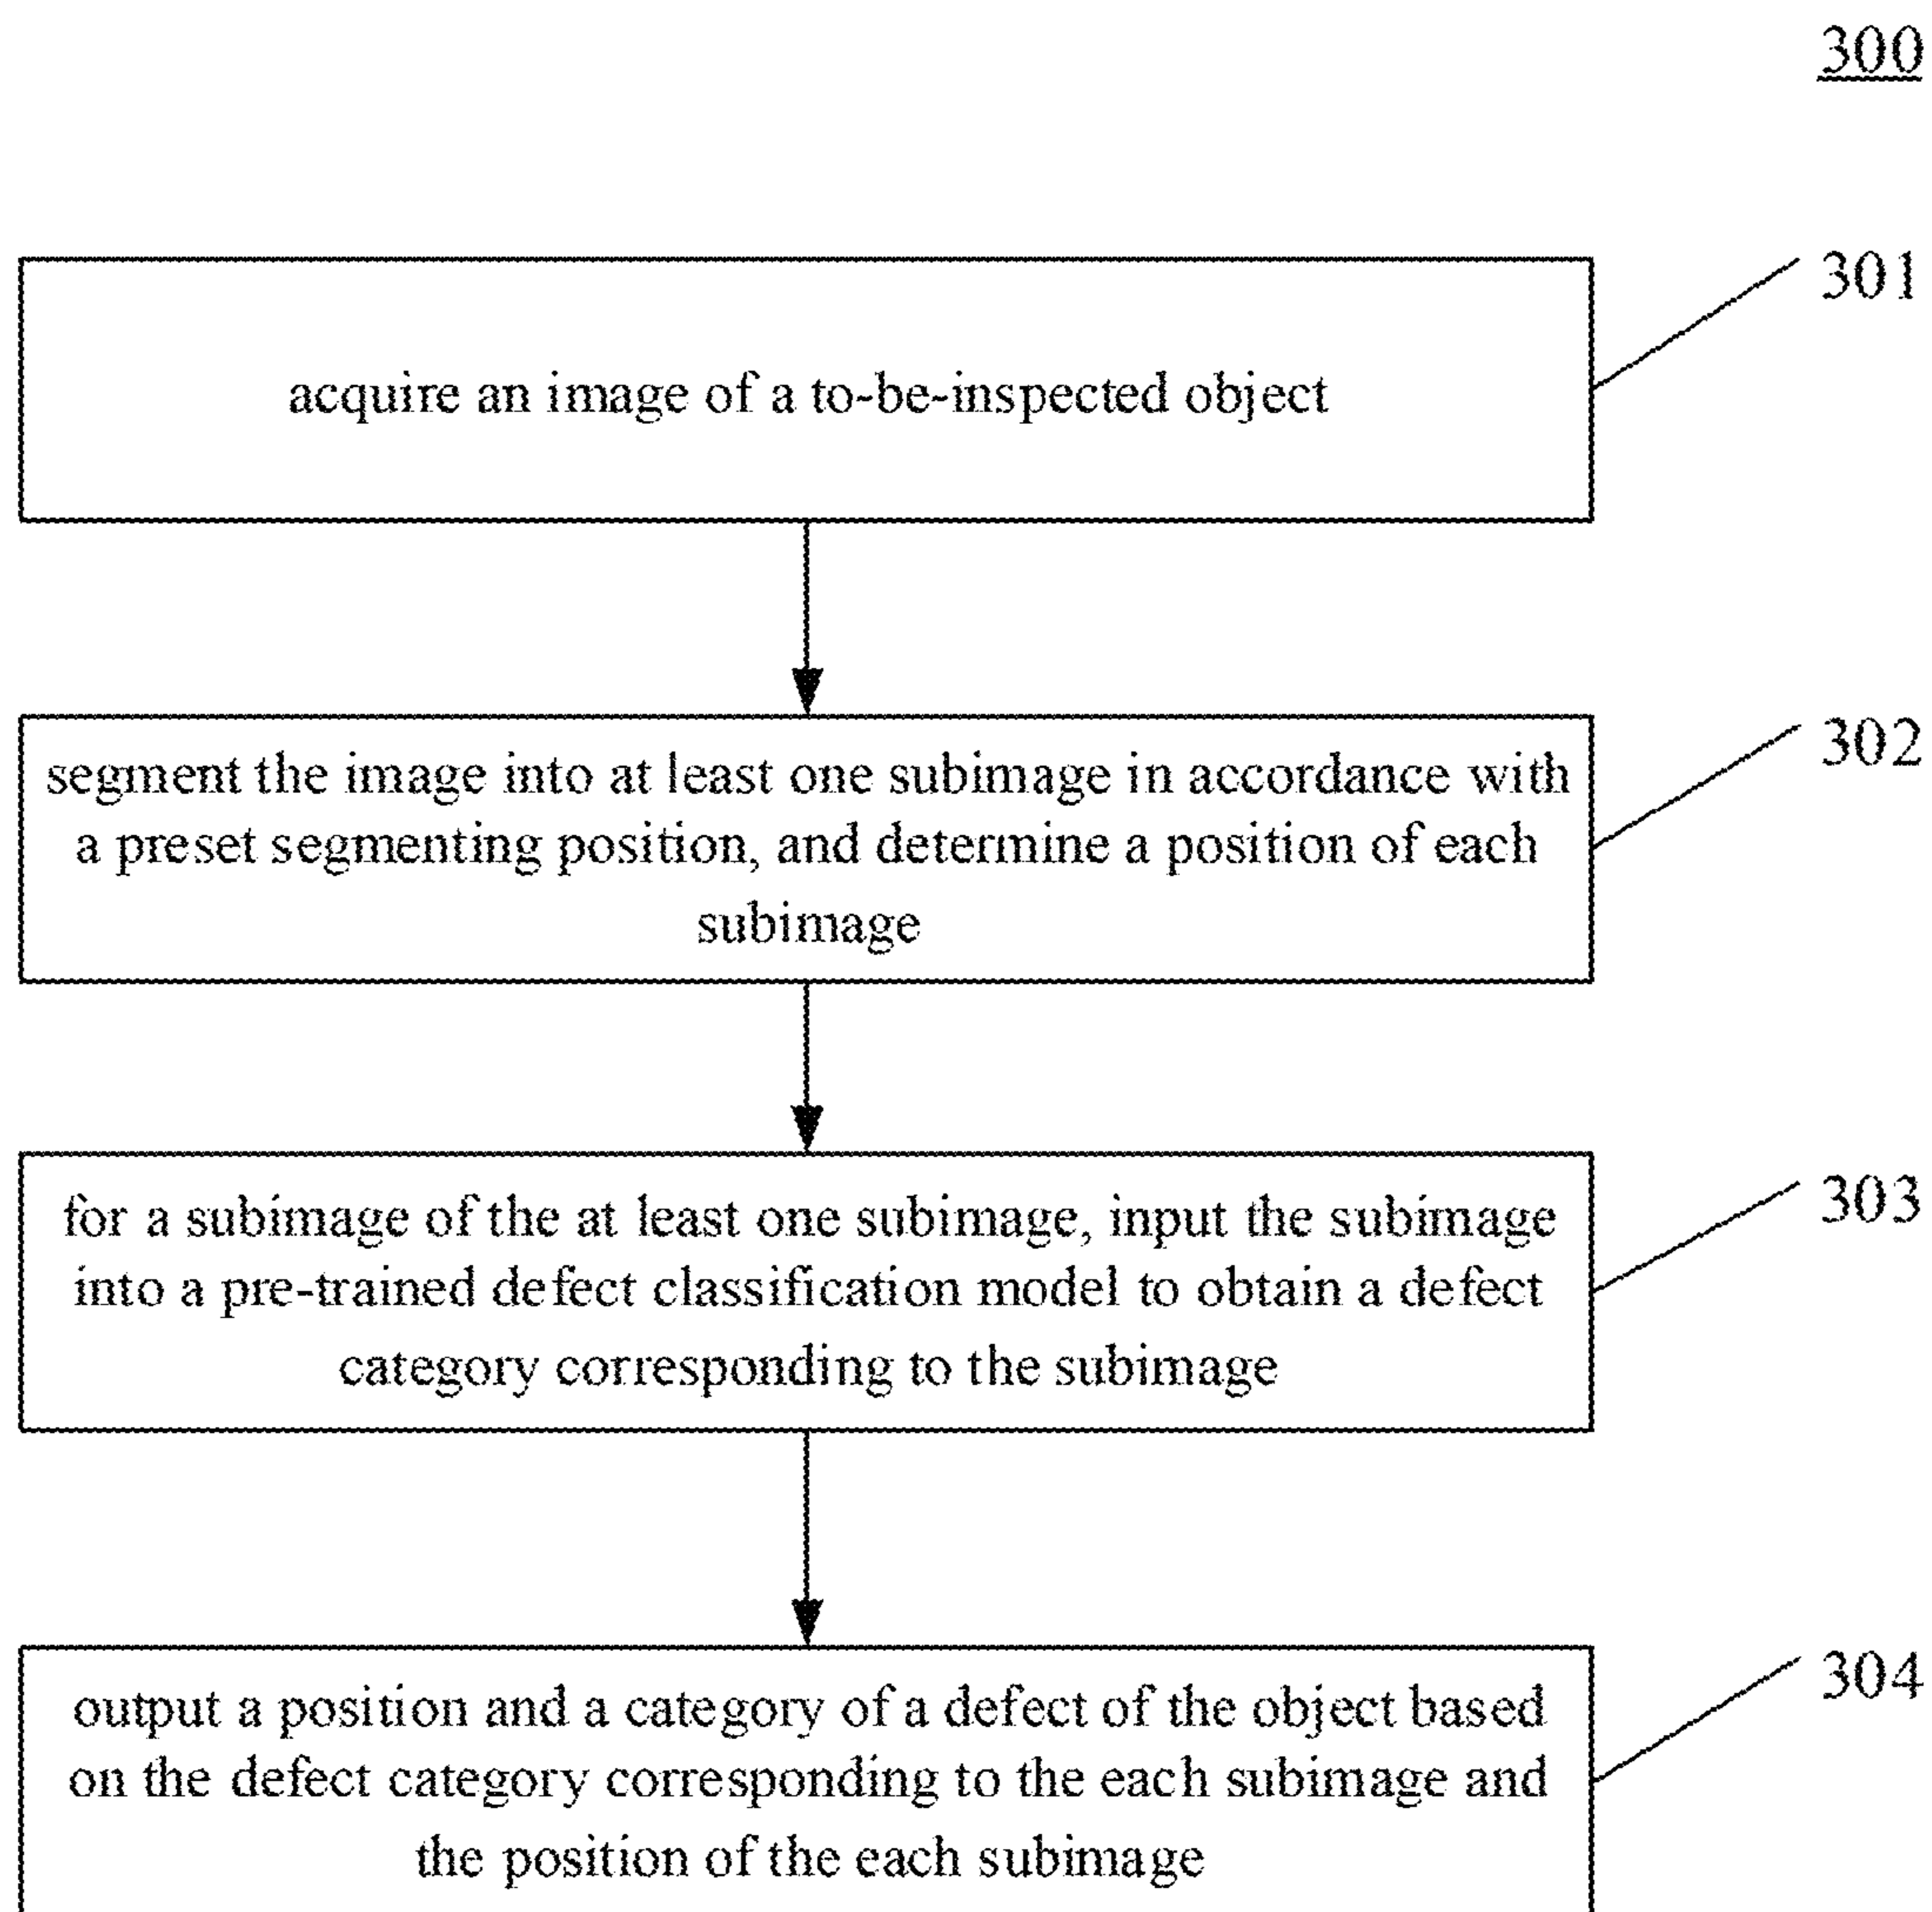 300
301
acquire an image of a to-be-inspected object
302
segment the image into at least one subimage in accordance with
a preset segmenting position, and determine a position of each
subimage
303
for a subimage of the at least one subimage, input the subimage
into a pre-trained defect classification model to obtain a defect
category corresponding to the subimage
304
output a position and a category of a defect of the object based
on the defect category corresponding to the each subimage and
the position of the each subimage